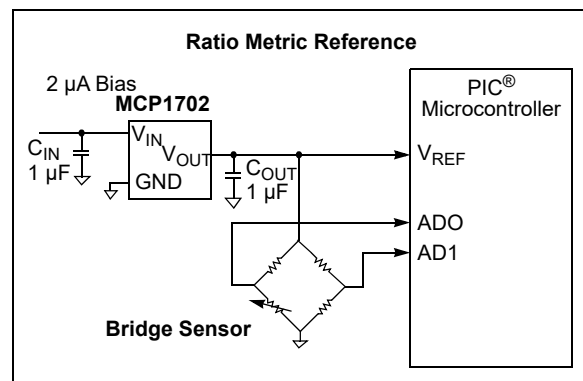 Ratio Metric Reference
2 µA Bias
MCP1702
PIC®
Microcontroller
VIN
VOUT
GND
CIN
1 µF
COUT
1 µF
VREF
ADO
AD1
Bridge Sensor